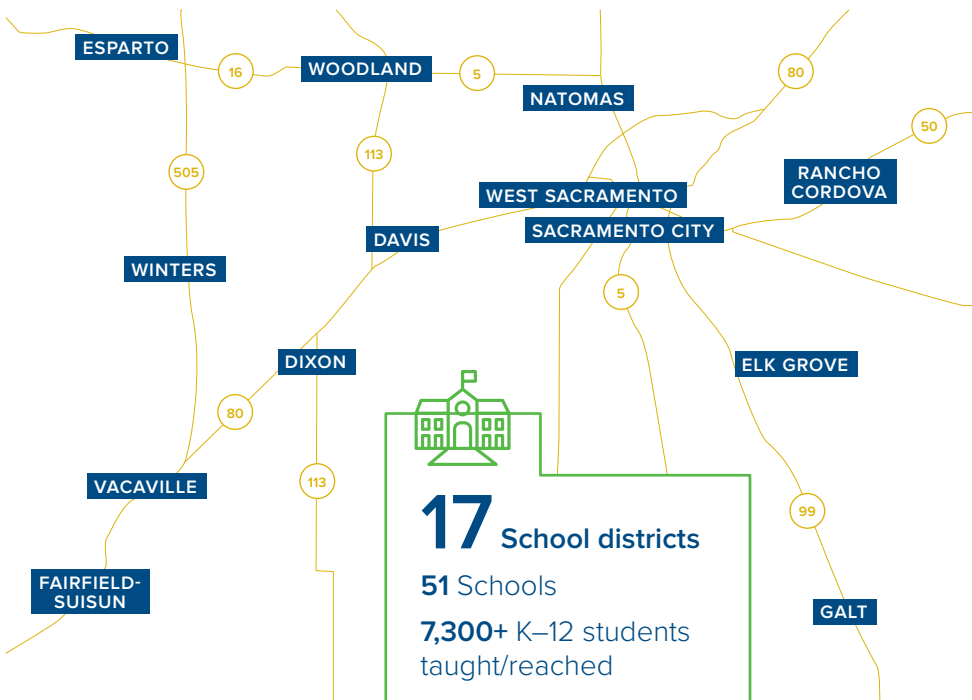 ESPARTO
16
WOODLAND
5
80
NATOMAS
50
113
505
RANCHO
CORDOVA
WEST SACRAMENTO
SACRAMENTO CITY
DAVIS
WINTERS
5
DIXON
ELK GROVE
80
VACAVILLE
113
99
17 School districts
51 Schools
7,300+ K–12 students
taught/reached
FAIRFIELD-
SUISUN
GALT